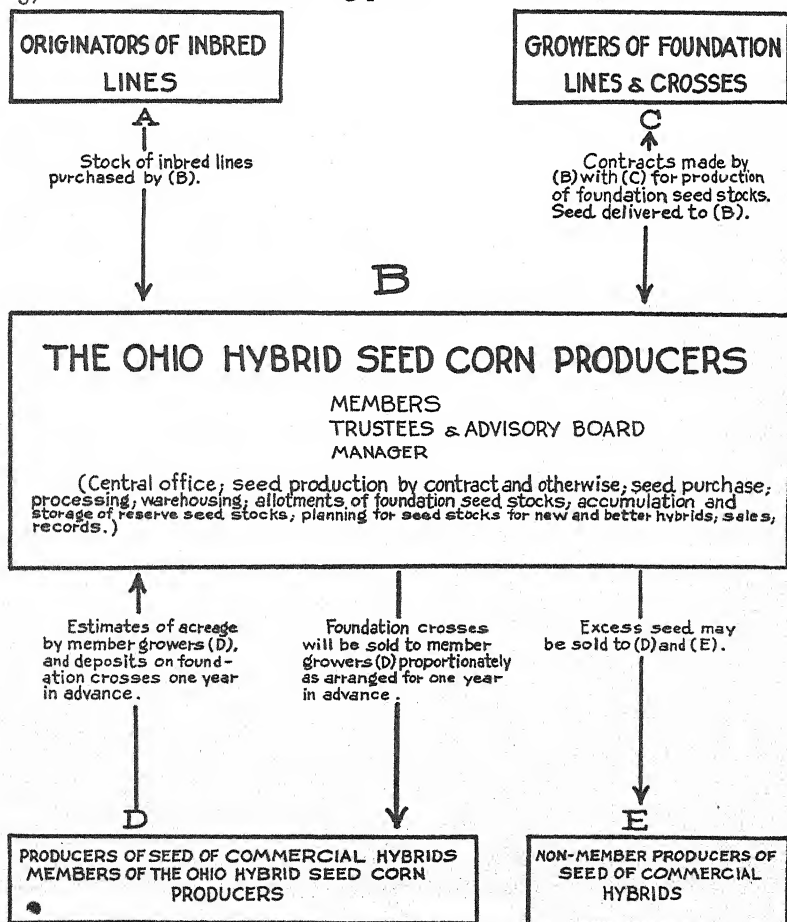 ORIGINATORS OF INBRED
LINES
GROWERS OF FOUNDATION
LINES & CROSSES
A
Stock of inbred lines
purchased by (B).
C
Contracts made by
(B) with (C) for production
of foundation seed stocks.
Seed delivered to (B).
B
THE OHIO HYBRID SEED CORN PRODUCERS
MEMBERS
TRUSTEES & ADVISORY BOARD
MANAGER
(Central office; seed production by contract and otherwise; seed purchase;
processing; warehousing; allotments of foundation seed stocks; accumulation and
storage of reserve seed stocks; planning for seed stocks for new and better hybrids; sales;
records.)
Estimates of acreage
by member growers (D),
and deposits on found-
ation crosses one year
in advance.
Foundation crosses
will be sold to member
growers (D) proportionately
as arranged for one year
in advance.
Excess seed may
be sold to (D) and (E).
D
E
PRODUCERS OF SEED OF COMMERCIAL HYBRIDS
MEMBERS OF THE OHIO HYBRID SEED CORN
PRODUCERS
NON-MEMBER PRODUCERS OF
SEED OF COMMERCIAL
HYBRIDS